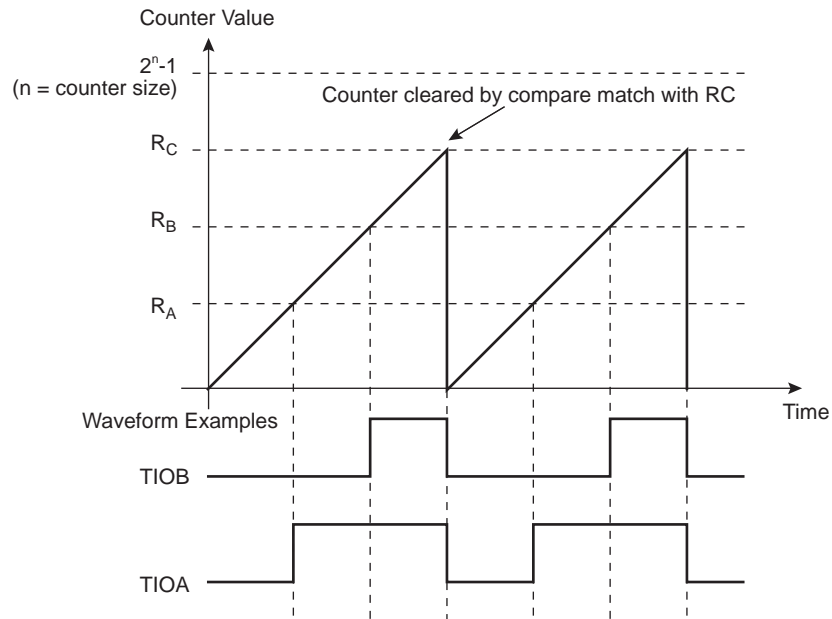 Counter Value
2ⁿ-1
(n = counter size)
Counter cleared by compare match with RC
R_C
R_B
R_A
Time
Waveform Examples
TIOB
TIOA